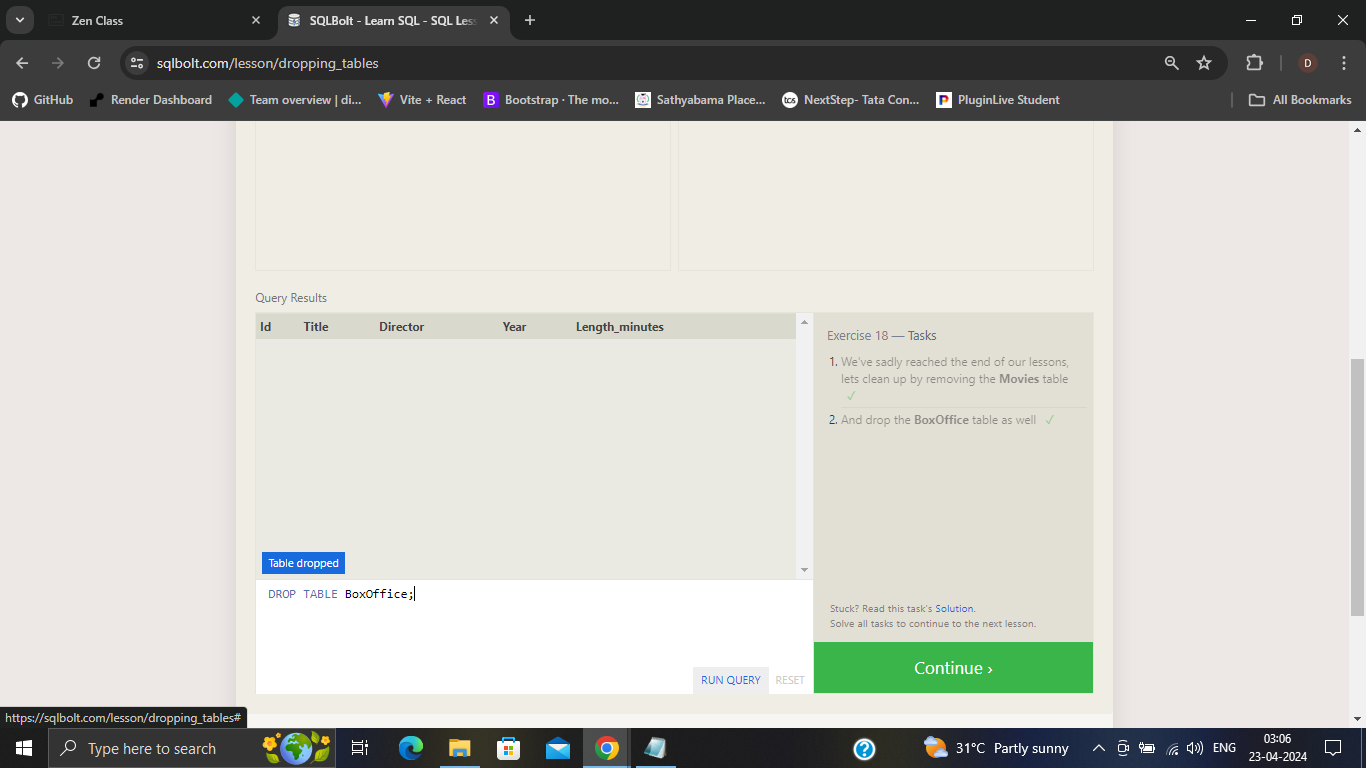 Zen Class
SQLBolt - Learn SQL - SQL Les
sqlbolt.com/lesson/dropping_tables
D
GitHub
Render Dashboard
Team overview | di...
Vite + React
B Bootstrap · The mo...
Sathyabama Place...
tcs NextStep- Tata Con...
PluginLive Student
All Bookmarks
Query Results
Id Title Director Year Length_minutes
Table dropped
DROP TABLE BoxOffice;
RUN QUERY RESET
Exercise 18 — Tasks
1. We've sadly reached the end of our lessons,
lets clean up by removing the Movies table
✓
2. And drop the BoxOffice table as well ✓
Stuck? Read this task's Solution.
Solve all tasks to continue to the next lesson.
Continue ›
https://sqlbolt.com/lesson/dropping_tables#
Type here to search
31°C Partly sunny
ENG
03:06
23-04-2024